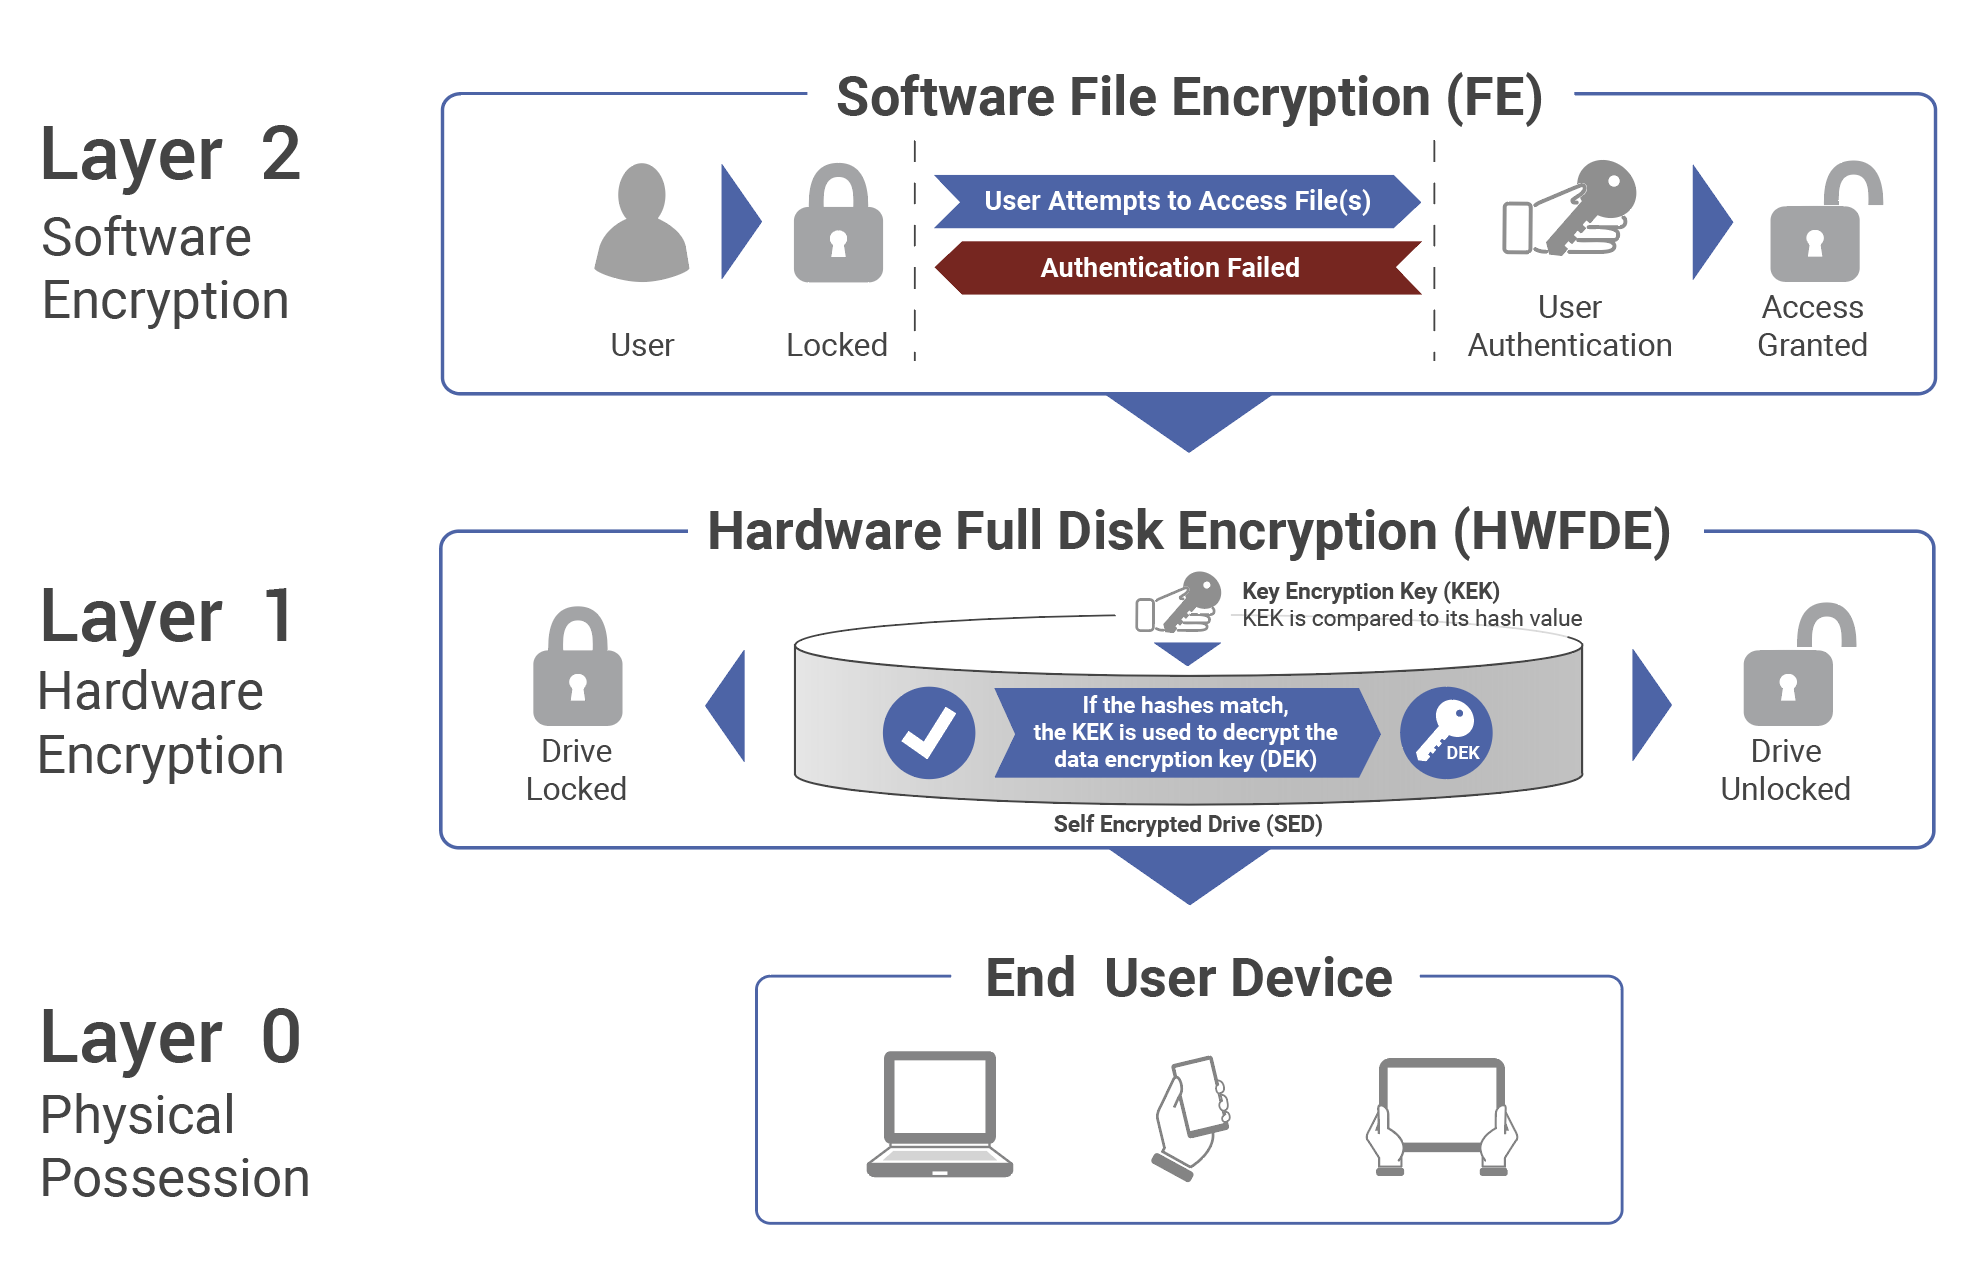 Layer 2
Software
Encryption
Software File Encryption (FE)
User Attempts to Access File(s)
Authentication Failed
User
Locked
User
Authentication
Access
Granted
Layer 1
Hardware
Encryption
Hardware Full Disk Encryption (HWFDE)
Key Encryption Key (KEK)
KEK is compared to its hash value
Drive
Locked
If the hashes match,
the KEK is used to decrypt the
data encryption key (DEK)
DEK
Drive
Unlocked
Self Encrypted Drive (SED)
Layer 0
Physical
Possession
End User Device